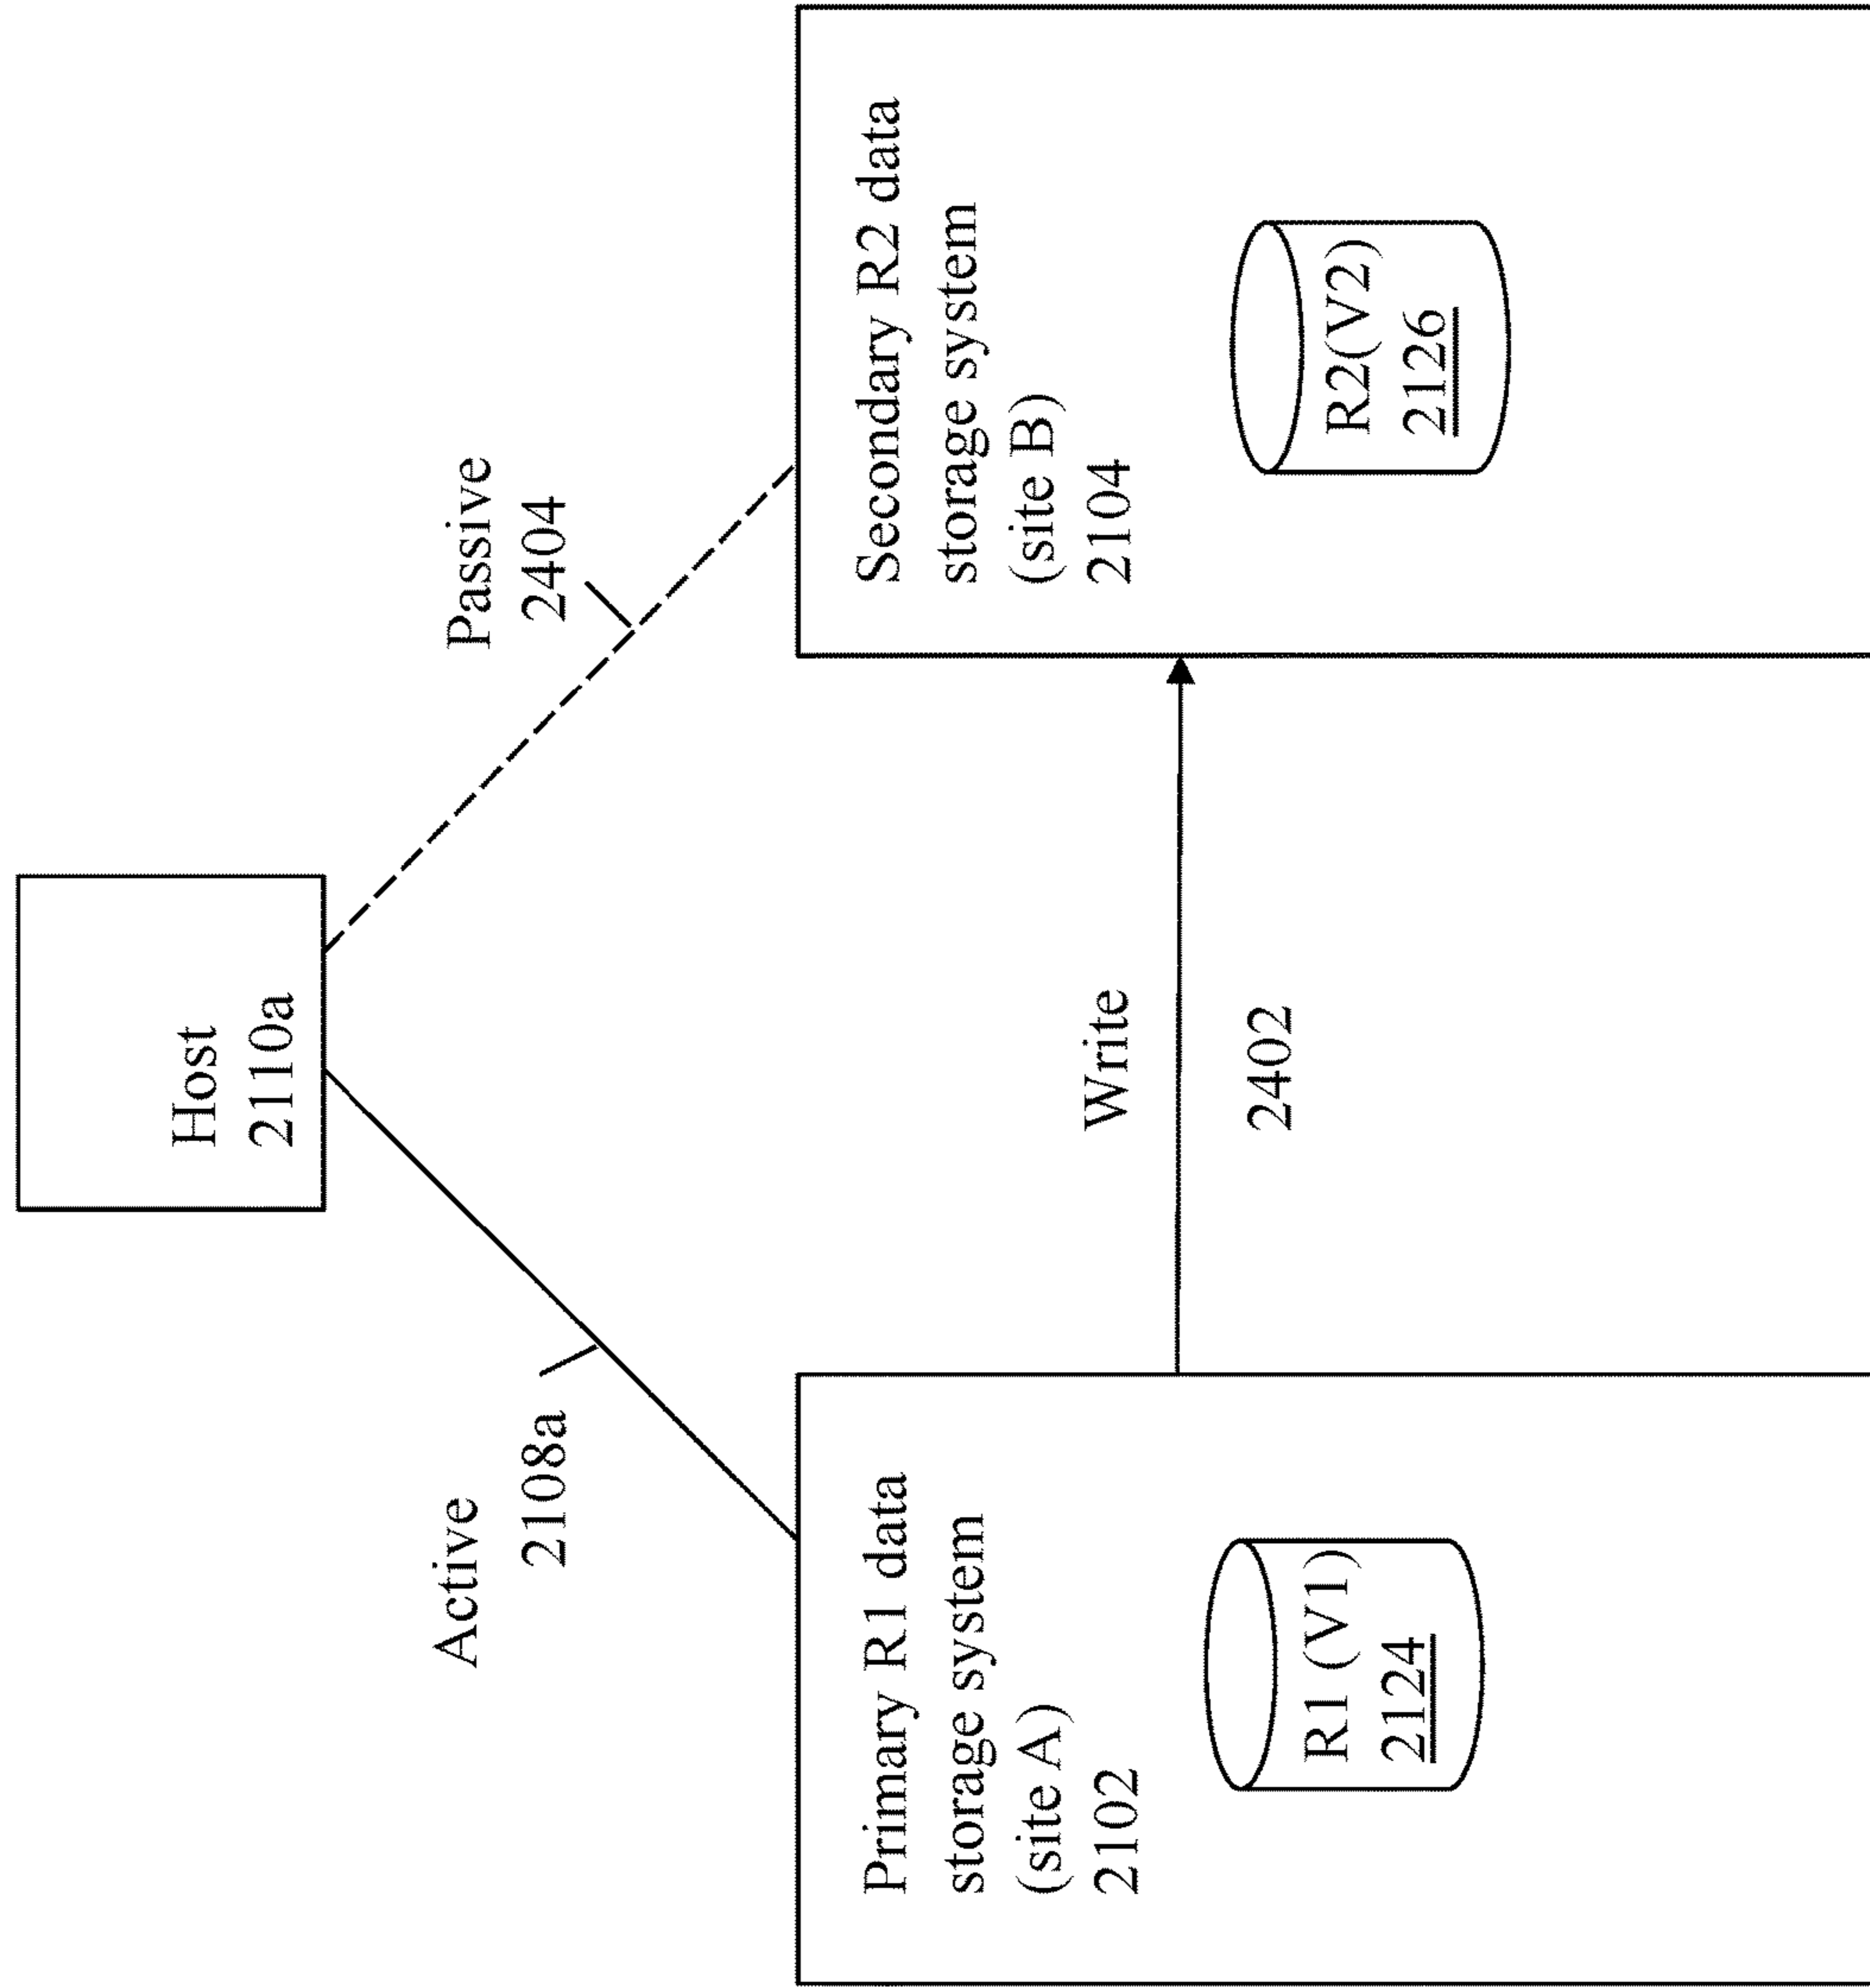 Host
2110a
Active
2108a
Passive
2404
Primary R1 data
storage system
(site A)
2102
R1 (V1)
2124
Write
2402
Secondary R2 data
storage system
(site B)
2104
R2(V2)
2126